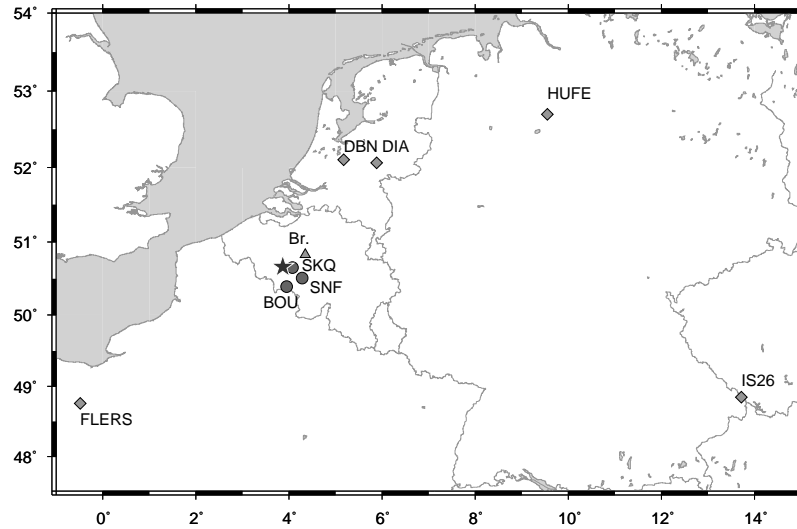 54°
53°
HUFE
DBN DIA
52°
51°
Br.
SKQ
SNF
BOU
50°
49°
IS26
FLERS
48°
0° 2° 4° 6° 8° 10° 12° 14°